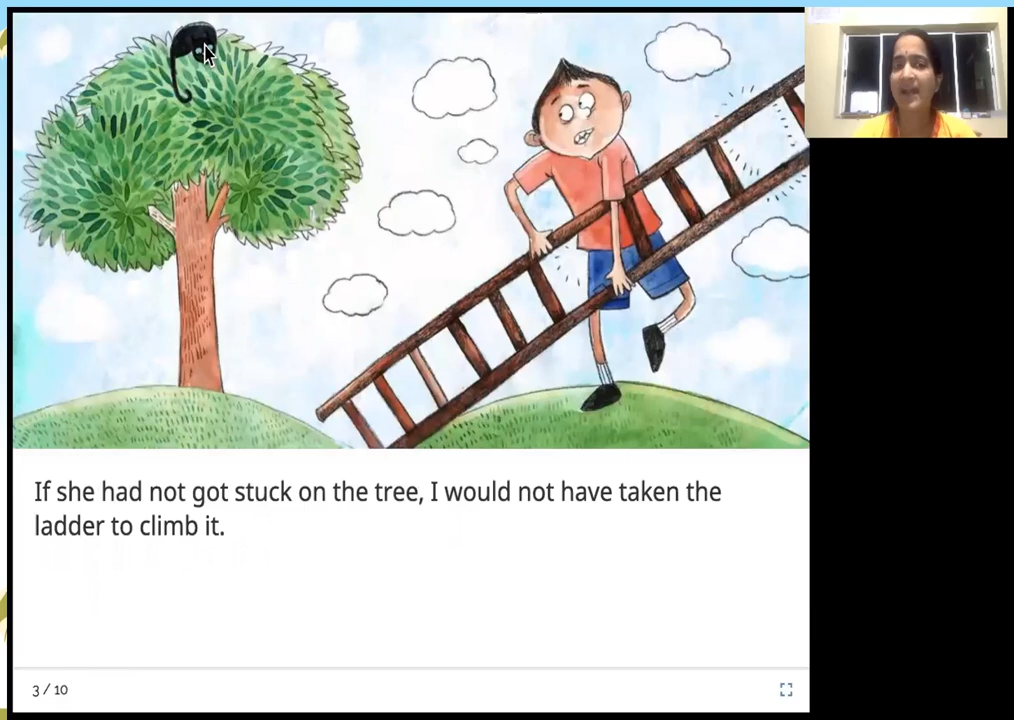 If she had not got stuck on the tree, I would not have taken the
ladder to climb it.
3 / 10